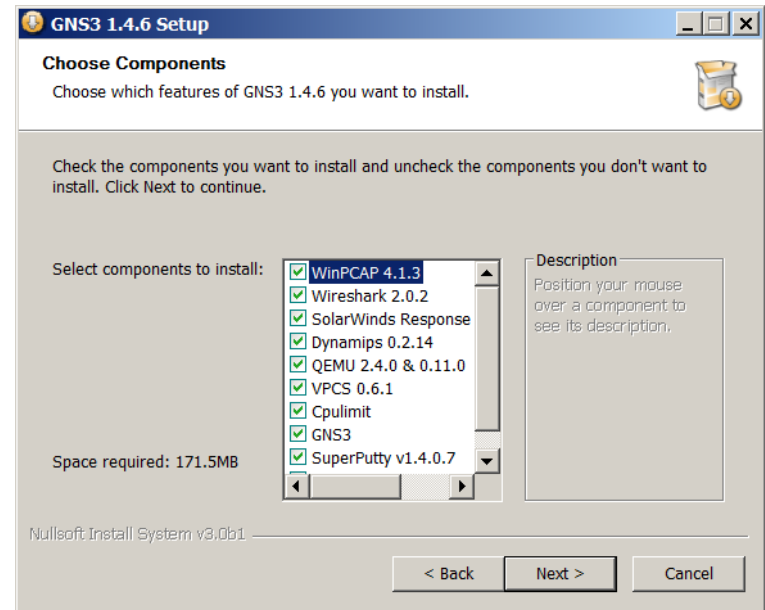 GNS3 1.4.6 Setup
Choose Components
Choose which features of GNS3 1.4.6 you want to install.
Check the components you want to install and uncheck the components you don't want to
install. Click Next to continue.
Select components to install:
WinPCAP 4.1.3
Wireshark 2.0.2
SolarWinds Response
Dynamips 0.2.14
QEMU 2.4.0 & 0.11.0
VPCS 0.6.1
Cpulimit
GNS3
SuperPutty v1.4.0.7
Description
Position your mouse
over a component to
see its description.
Space required: 171.5MB
Nullsoft Install System v3.0b1
< Back
Next >
Cancel